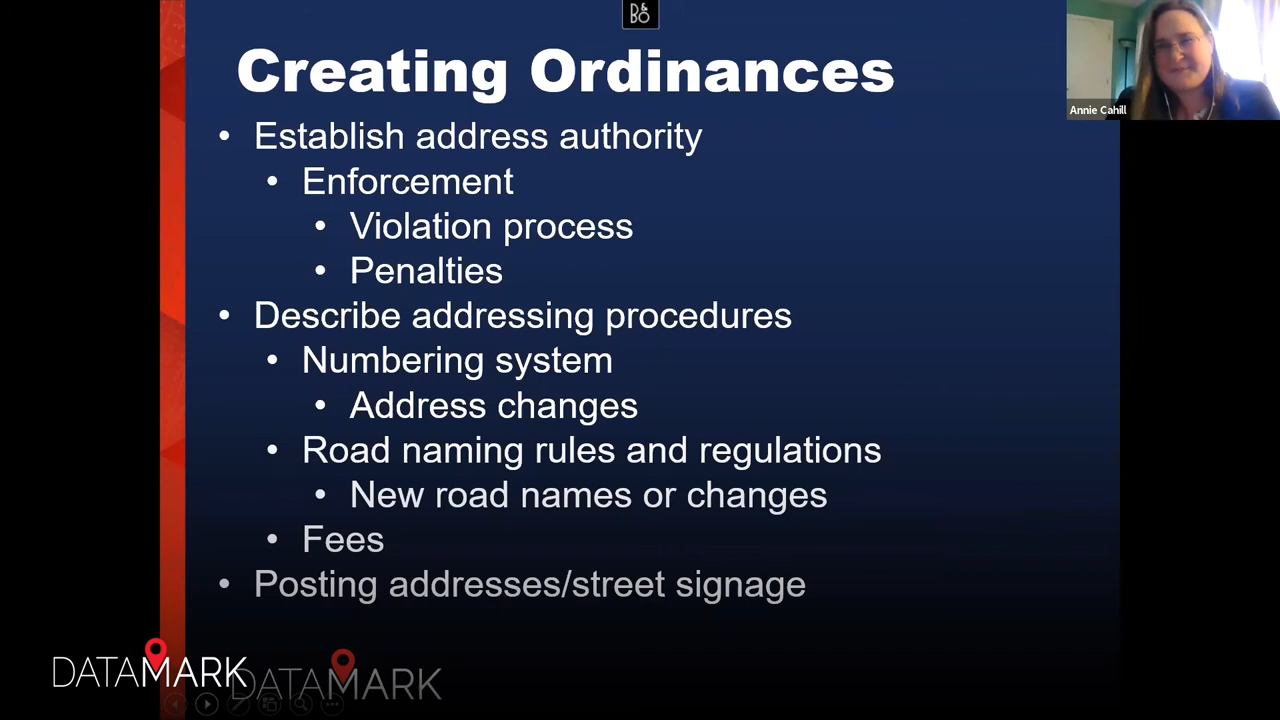 B&O
Creating Ordinances
Annie Cahill
• Establish address authority
• Enforcement
• Violation process
• Penalties
• Describe addressing procedures
• Numbering system
• Address changes
• Road naming rules and regulations
• New road names or changes
• Fees
• Posting addresses/street signage
DATAMARK
DATAMARK